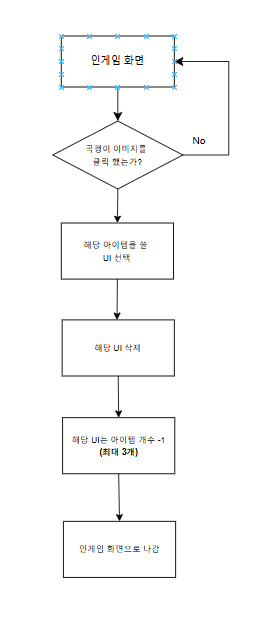 인게임 화면
곡괭이 이미지를
클릭 했는가?
No
해당 아이템을 쓸
UI 선택
해당 UI 삭제
해당 UI는 아이템 개수 -1
(최대 3개)
인게임 화면으로 나감